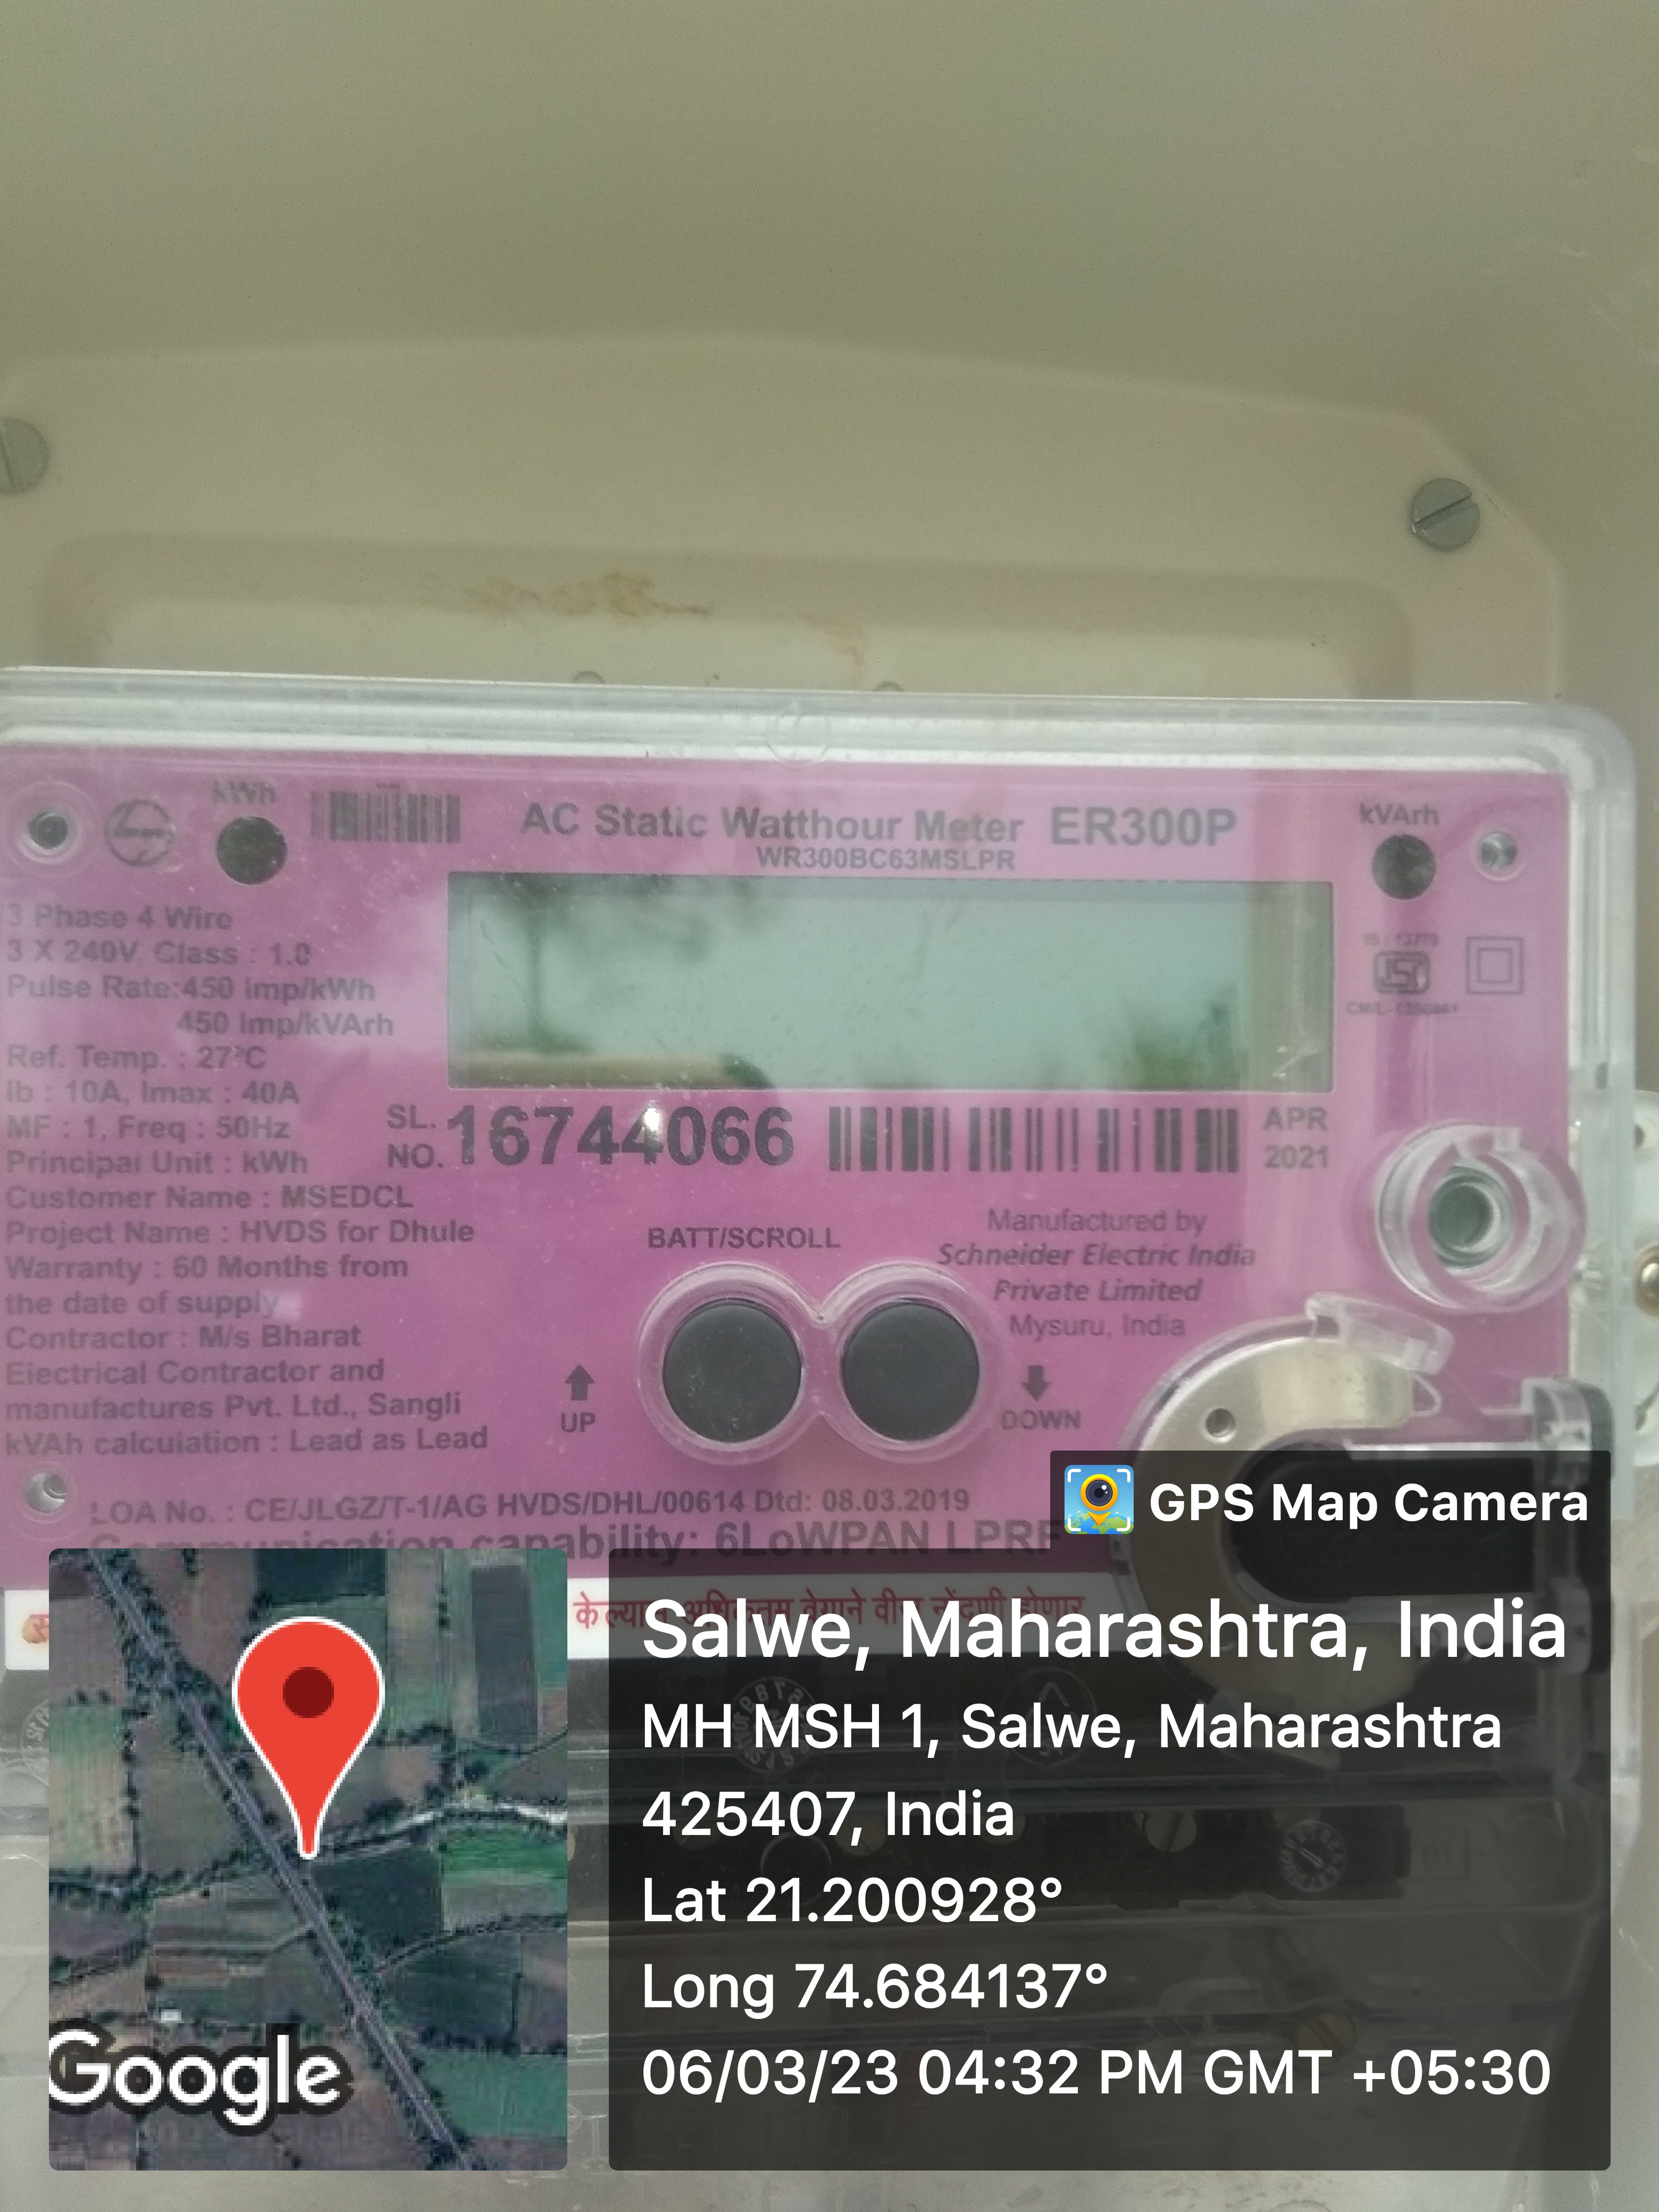 kWh
AC Static Watthour Meter ER300P
WR300BC63MSLPR
kVArh
3 Phase 4 Wire
3 X 240V, Class : 1.0
Pulse Rate:450 imp/kWh
450 imp/kVArh
Ref. Temp. : 27°C
Ib : 10A, Imax : 40A
MF : 1, Freq : 50Hz
Principal Unit : kWh
Customer Name : MSEDCL
Project Name : HVDS for Dhule
Warranty : 60 Months from
the date of supply
Contractor : M/s Bharat
Electrical Contractor and
manufactures Pvt. Ltd., Sangli
kVAh calculation : Lead as Lead
IS : 13779
ISI
SL. NO. 16744066
APR
2021
BATT/SCROLL
UP
DOWN
Manufactured by
Schneider Electric India
Private Limited
Mysuru, India
LOA No. : CE/JLGZ/T-1/AG HVDS/DHL/00614 Dtd: 08.03.2019
Communication capability: 6LoWPAN LPRF
केल्यास अधिकतम वेगाने वीज नोंदणी होणार
GPS Map Camera
Salwe, Maharashtra, India
MH MSH 1, Salwe, Maharashtra
425407, India
Lat 21.200928°
Long 74.684137°
06/03/23 04:32 PM GMT +05:30
Google